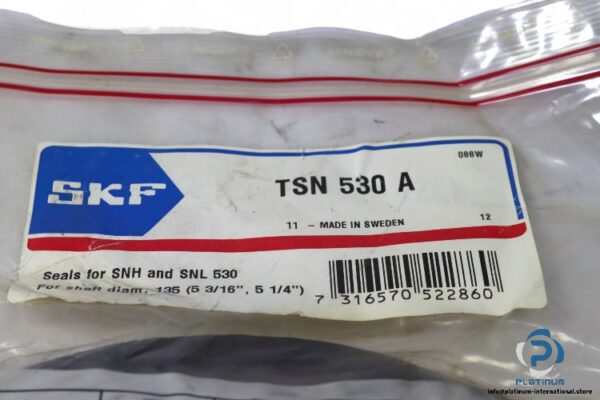 088W
SKF
TSN 530 A
11 - MADE IN SWEDEN 12
Seals for SNH and SNL 530
For shaft diam. 135 (5 3/16", 5 1/4")
7 316570 522860
PLATINUM
info@platinum-international.store